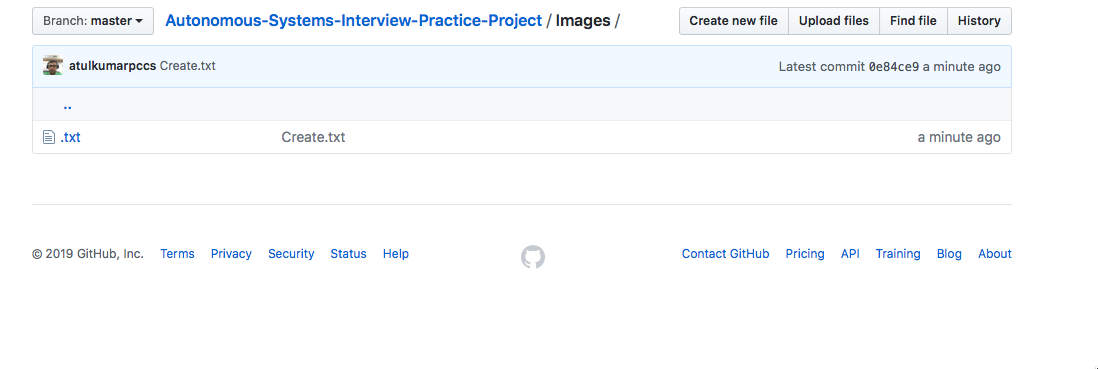 Branch: master Autonomous-Systems-Interview-Practice-Project / Images / Create new file Upload files Find file History
atulkumarpccs Create.txt Latest commit 0e84ce9 a minute ago
..
.txt Create.txt a minute ago
© 2019 GitHub, Inc. Terms Privacy Security Status Help Contact GitHub Pricing API Training Blog About